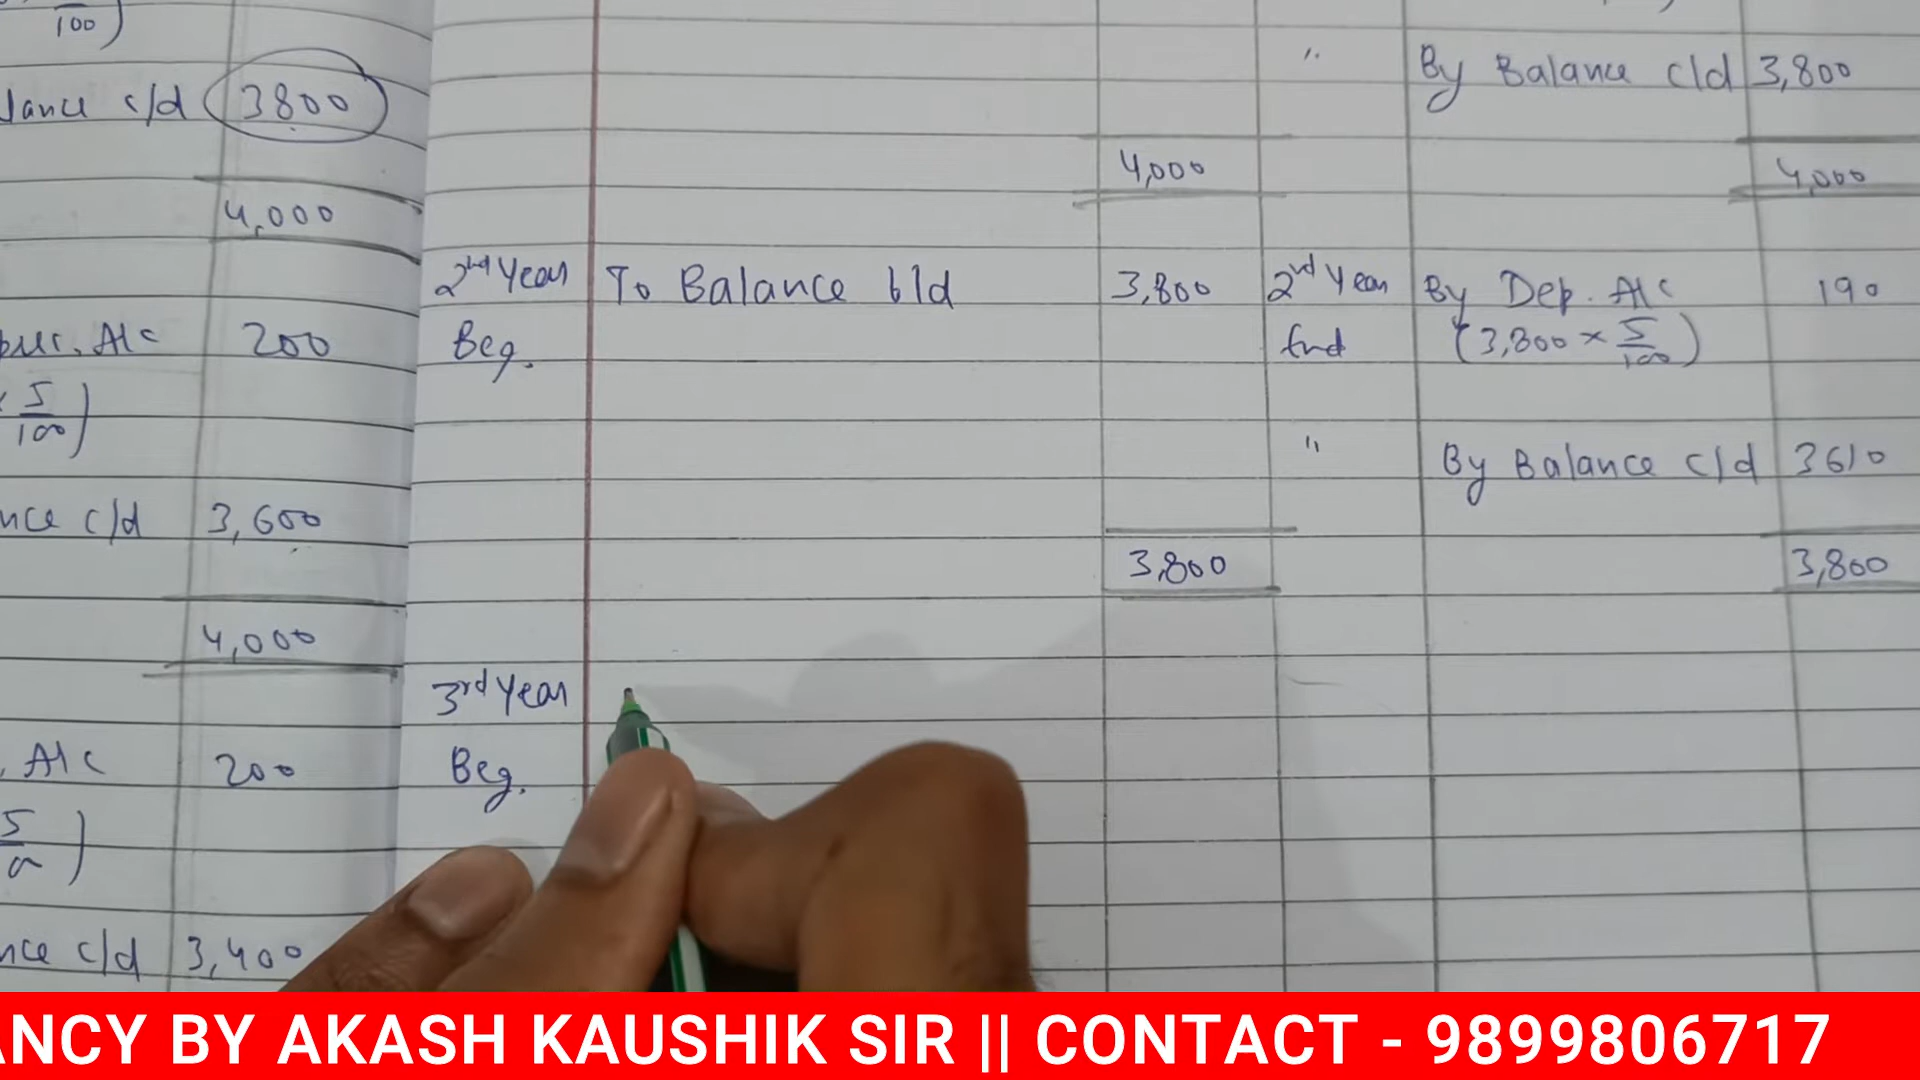 100)
lance c/d 3800
4,000
200
5
100)
nce c/d 3,600
4,000
A/c 200
5
nce c/d 3,400
" By Balance c/d 3,800
4,000 4,000
2nd Year To Balance b/d 3,800 2nd Year By Dep. A/c 190
Beg. End (3,800 × 5/100)
" By Balance c/d 3610
3,800 3,800
3rd Year
Beg.
ANCY BY AKASH KAUSHIK SIR || CONTACT - 9899806717